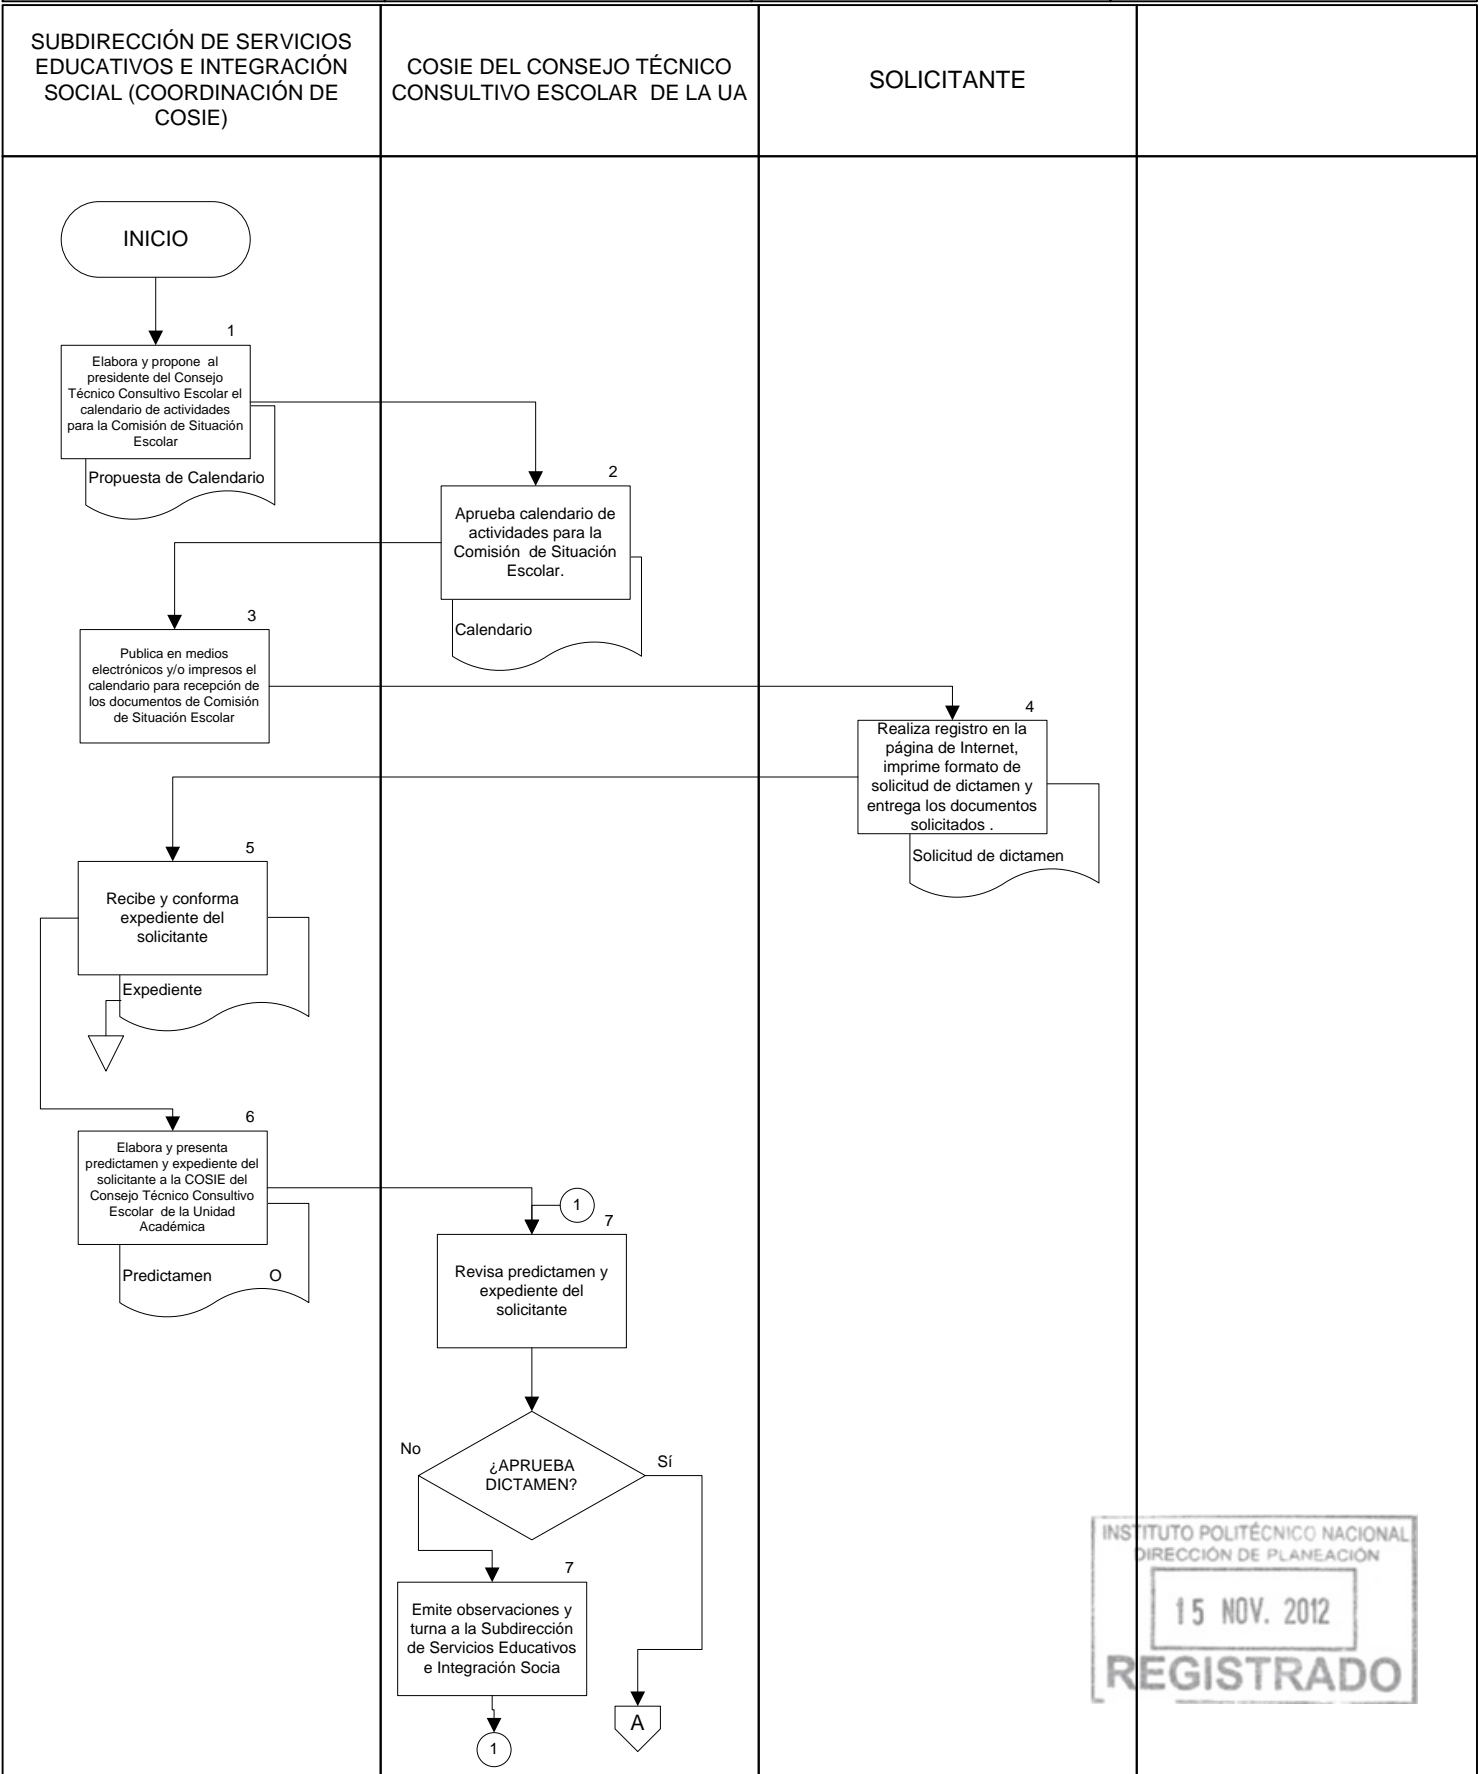 SUBDIRECCIÓN DE SERVICIOS
EDUCATIVOS E INTEGRACIÓN
SOCIAL (COORDINACIÓN DE
COSIE)
COSIE DEL CONSEJO TÉCNICO
CONSULTIVO ESCOLAR DE LA UA
SOLICITANTE
INICIO
1
Elabora y propone al
presidente del Consejo
Técnico Consultivo Escolar el
calendario de actividades
para la Comisión de Situación
Escolar
Propuesta de Calendario
2
Aprueba calendario de
actividades para la
Comisión de Situación
Escolar.
Calendario
3
Publica en medios
electrónicos y/o impresos el
calendario para recepción de
los documentos de Comisión
de Situación Escolar
4
Realiza registro en la
página de Internet,
imprime formato de
solicitud de dictamen y
entrega los documentos
solicitados .
Solicitud de dictamen
5
Recibe y conforma
expediente del
solicitante
Expediente
6
Elabora y presenta
predictamen y expediente del
solicitante a la COSIE del
Consejo Técnico Consultivo
Escolar de la Unidad
Académica
Predictamen O
1
7
Revisa predictamen y
expediente del
solicitante
¿APRUEBA
DICTAMEN?
No
Sí
7
Emite observaciones y
turna a la Subdirección
de Servicios Educativos
e Integración Socia
1
A
INSTITUTO POLITÉCNICO NACIONAL
DIRECCIÓN DE PLANEACIÓN
15 NOV. 2012
REGISTRADO